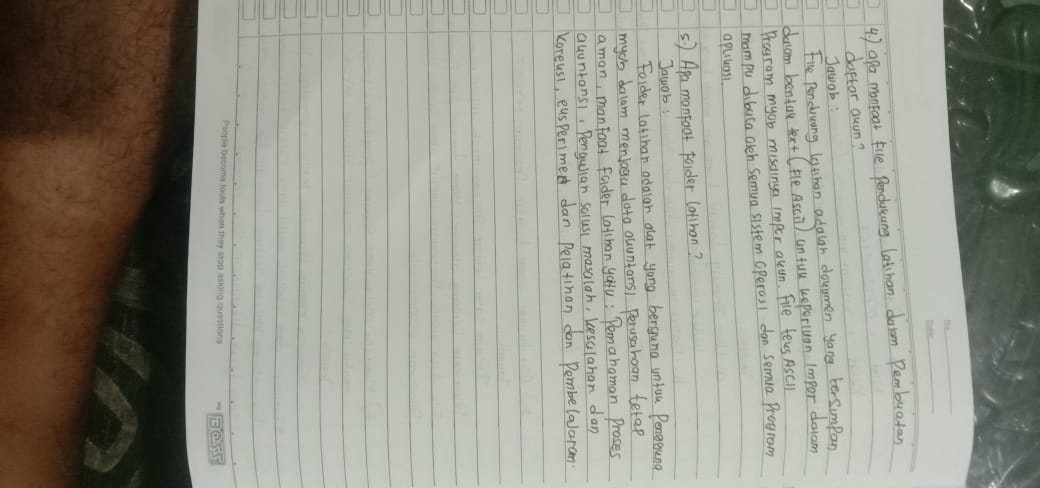 No.
Date:
4.) apa manfaat file Pendukung latihan dalam Pembuatan
daftar akun?
Jawab :
File Pendukung latihan adalah dokumen yang bersimpan
dalam bentuk text (file Ascii) untuk keperluan impor dalam
Program myob misalnya impor akun. File teks ASCII
mampu dibuca oleh semua sistem operasi dan semua Program
aplikasi.
5.) Apa manfaat folder latihan?
Jawab :
Folder latihan adalah alat yang berguna untuk Pengguna
myob dalam menjaga data akuntansi Perusahaan tetap
aman, manfaat Folder latihan yaitu : Pemahaman Proses
akuntansi, Pengujian solusi masalah, kesalahan dan
Koreksi, eksperimen dan Pelatihan dan Pembelajaran.
People become fools when they stop asking questions
my BOSS